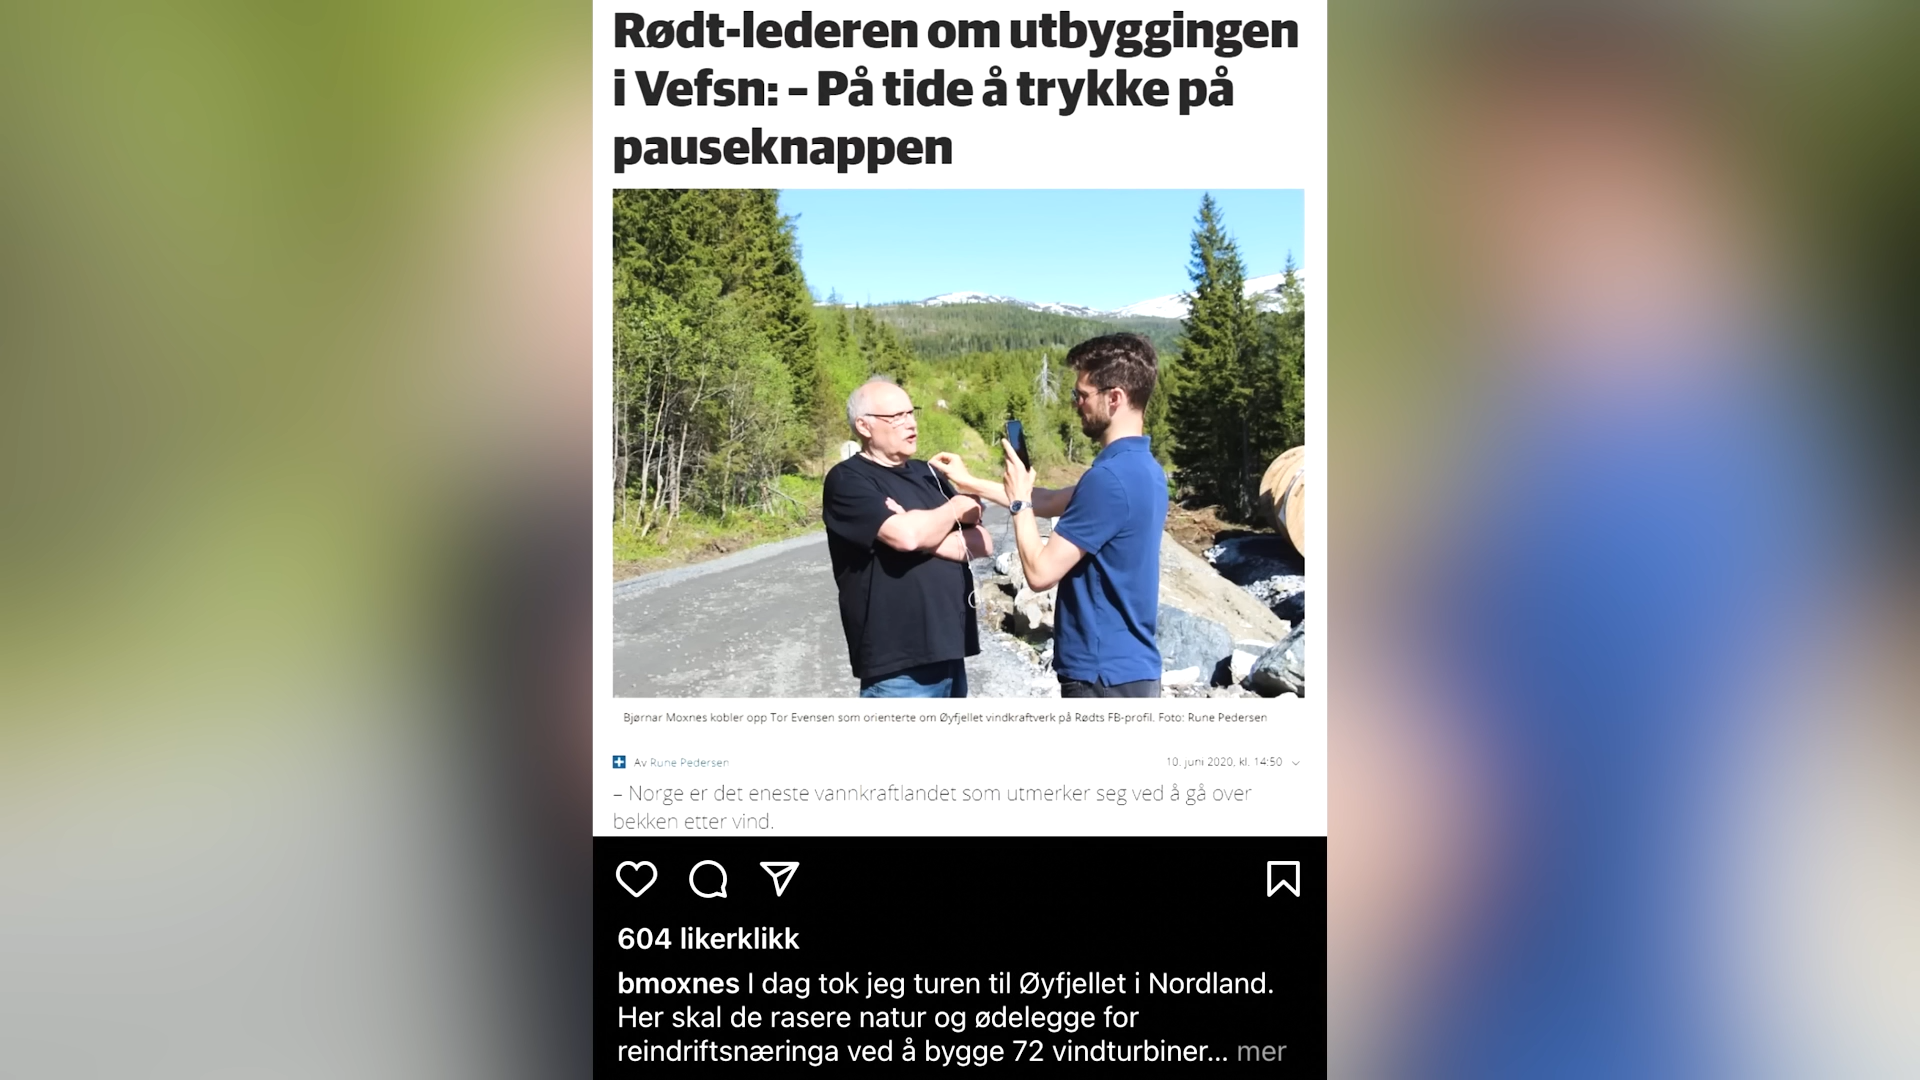 Rødt-lederen om utbyggingen
i Vefsn: – På tide å trykke på
pauseknappen
Bjørnar Moxnes kobler opp Tor Evensen som orienterte om Øyfjellet vindkraftverk på Rødts FB-profil. Foto: Rune Pedersen
Av Rune Pedersen
10. juni 2020, kl. 14:50
– Norge er det eneste vannkraftlandet som utmerker seg ved å gå over
bekken etter vind.
604 likerklikk
bmoxnes I dag tok jeg turen til Øyfjellet i Nordland.
Her skal de rasere natur og ødelegge for
reindriftsnæringa ved å bygge 72 vindturbiner... mer